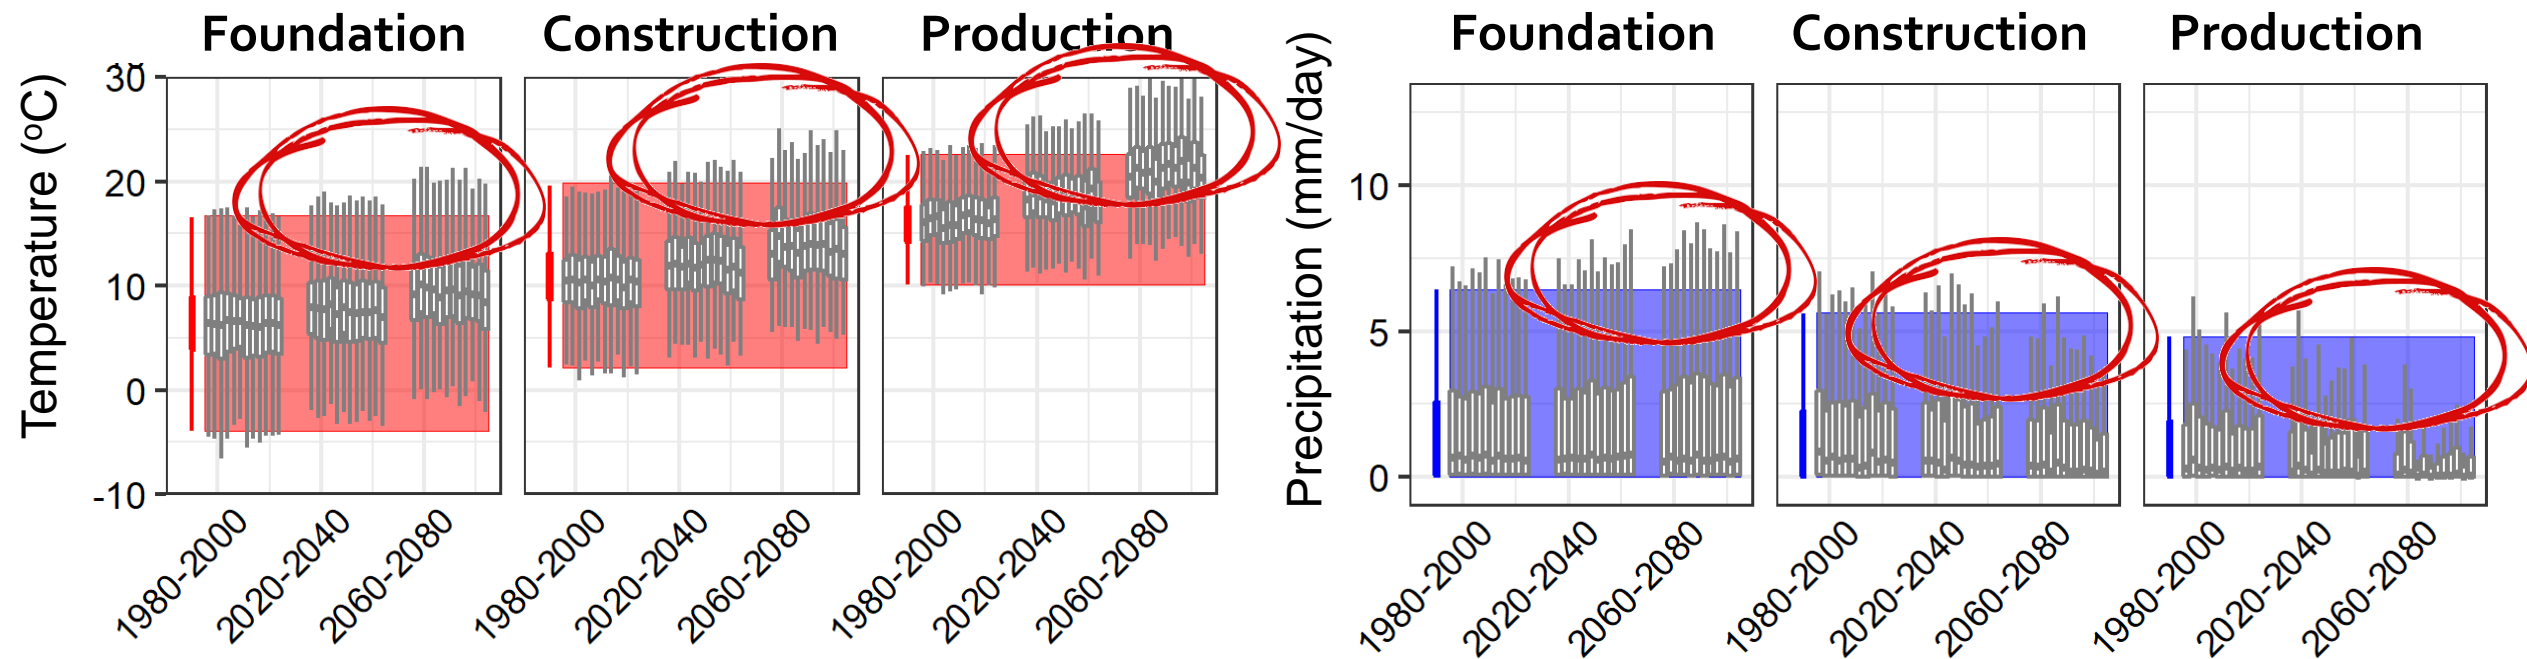 Foundation Construction Production
Temperature (ºC)
30
20
10
0
-10
1980-2000 2020-2040 2060-2080
1980-2000 2020-2040 2060-2080
1980-2000 2020-2040 2060-2080
Foundation Construction Production
Precipitation (mm/day)
10
5
0
1980-2000 2020-2040 2060-2080
1980-2000 2020-2040 2060-2080
1980-2000 2020-2040 2060-2080